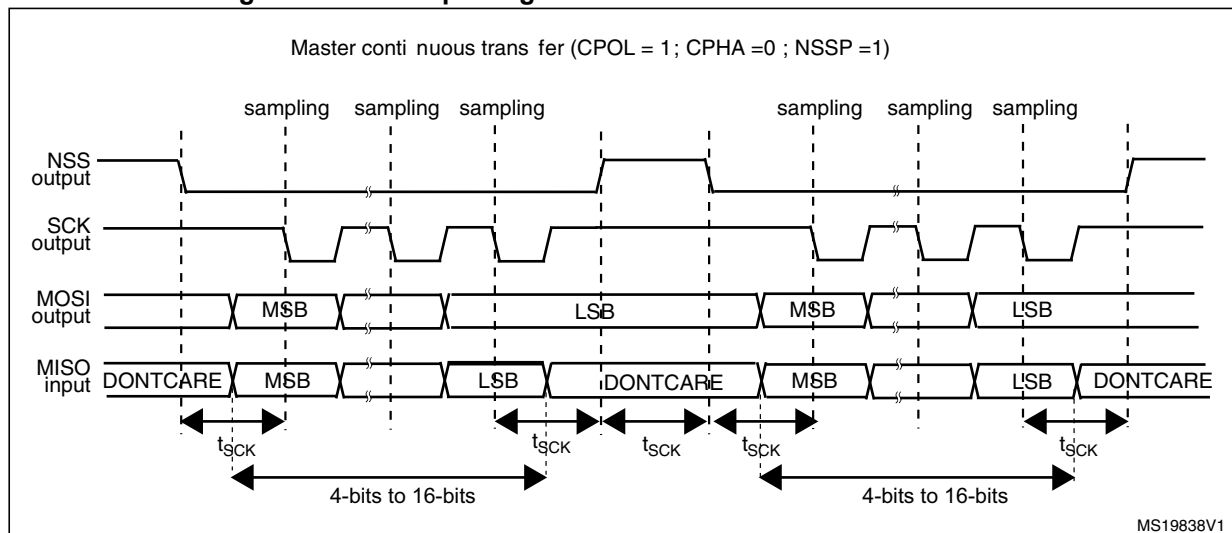 Master conti nuous trans fer (CPOL = 1; CPHA =0 ; NSSP =1)
sampling sampling sampling sampling sampling sampling
NSS
output
SCK
output
MOSI
output
MSB LSB MSB LSB
MISO
input
DONTCARE MSB LSB DONTCARE MSB LSB DONTCARE
tSCK tSCK tSCK tSCK tSCK
4-bits to 16-bits 4-bits to 16-bits
MS19838V1